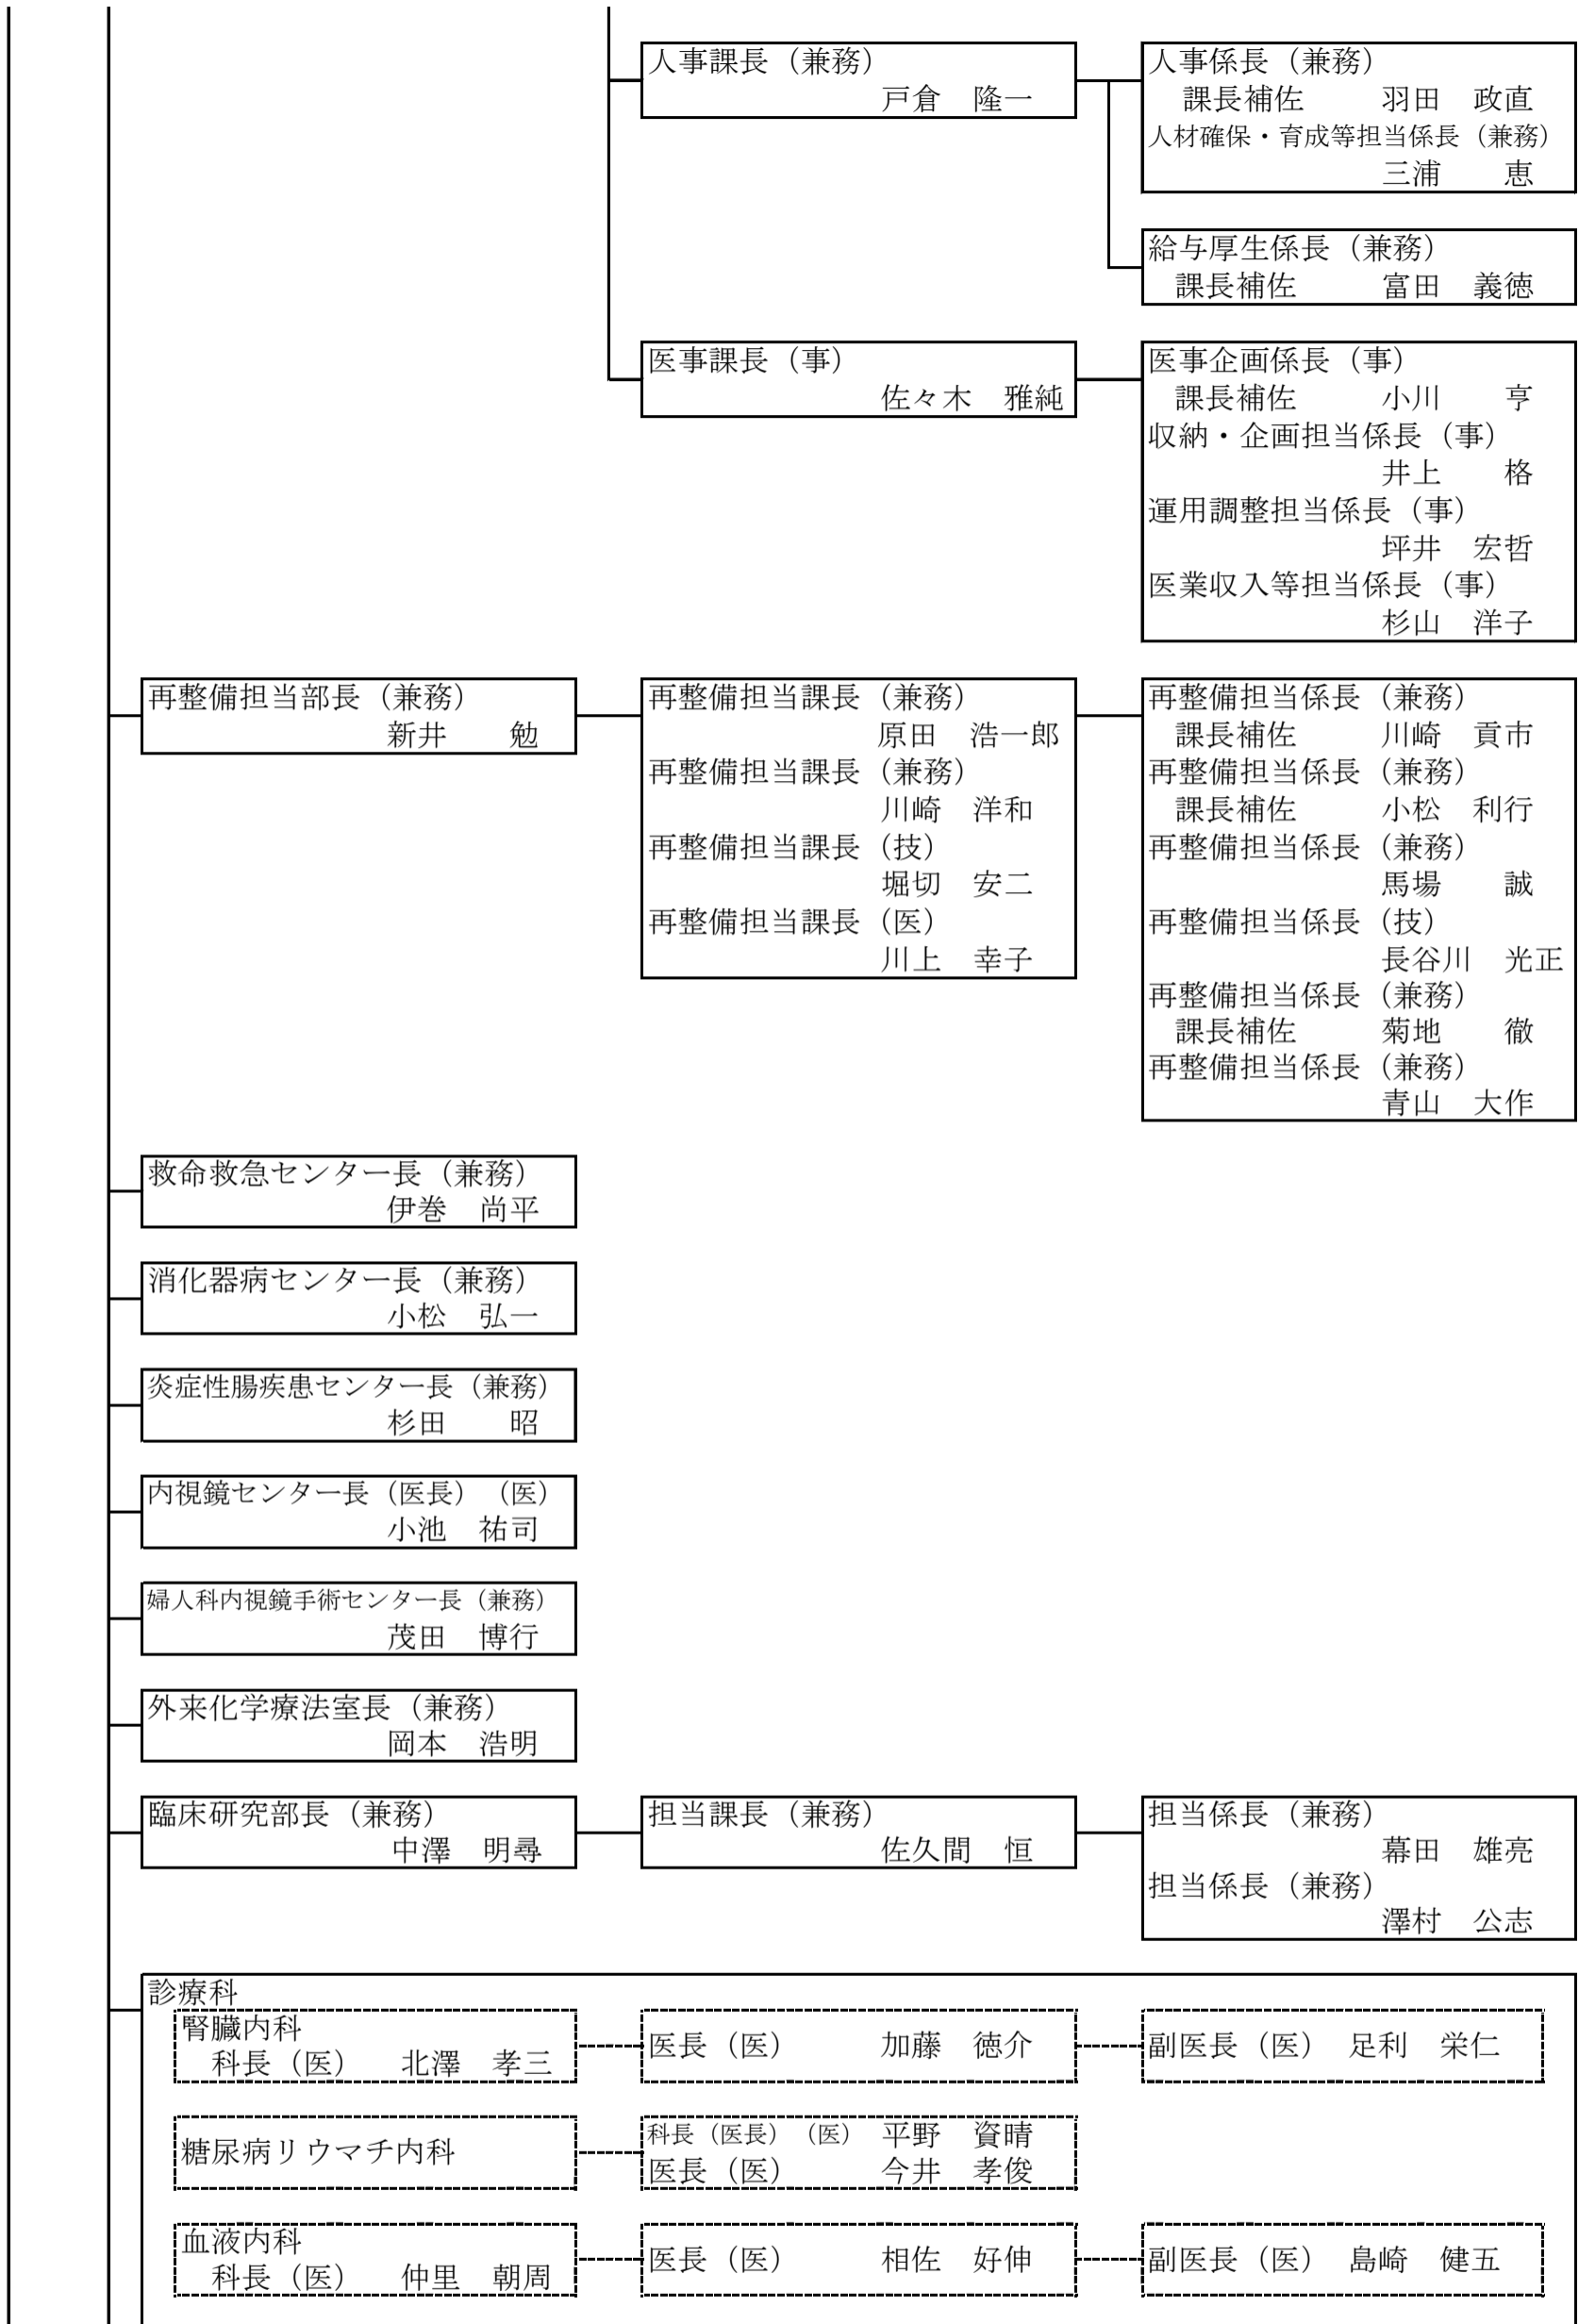 人事課長（兼務）
戸倉　隆一
人事係長（兼務）
課長補佐　羽田　政直
人材確保・育成等担当係長（兼務）
三浦　恵
給与厚生係長（兼務）
課長補佐　富田　義徳
医事課長（事）
佐々木　雅純
医事企画係長（事）
課長補佐　小川　亨
収納・企画担当係長（事）
井上　格
運用調整担当係長（事）
坪井　宏哲
医業収入等担当係長（事）
杉山　洋子
再整備担当部長（兼務）
新井　勉
再整備担当課長（兼務）
原田　浩一郎
再整備担当課長（兼務）
川崎　洋和
再整備担当課長（技）
堀切　安二
再整備担当課長（医）
川上　幸子
再整備担当係長（兼務）
課長補佐　川崎　貢市
再整備担当係長（兼務）
課長補佐　小松　利行
再整備担当係長（兼務）
馬場　誠
再整備担当係長（技）
長谷川　光正
再整備担当係長（兼務）
課長補佐　菊地　徹
再整備担当係長（兼務）
青山　大作
救命救急センター長（兼務）
伊巻　尚平
消化器病センター長（兼務）
小松　弘一
炎症性腸疾患センター長（兼務）
杉田　昭
内視鏡センター長（医長）（医）
小池　祐司
婦人科内視鏡手術センター長（兼務）
茂田　博行
外来化学療法室長（兼務）
岡本　浩明
臨床研究部長（兼務）
中澤　明尋
担当課長（兼務）
佐久間　恒
担当係長（兼務）
幕田　雄亮
担当係長（兼務）
澤村　公志
診療科
腎臓内科
科長（医）　北澤　孝三
医長（医）　加藤　徳介
副医長（医）　足利　栄仁
糖尿病リウマチ内科
科長（医長）（医）　平野　資晴
医長（医）　今井　孝俊
血液内科
科長（医）　仲里　朝周
医長（医）　相佐　好伸
副医長（医）　島崎　健五